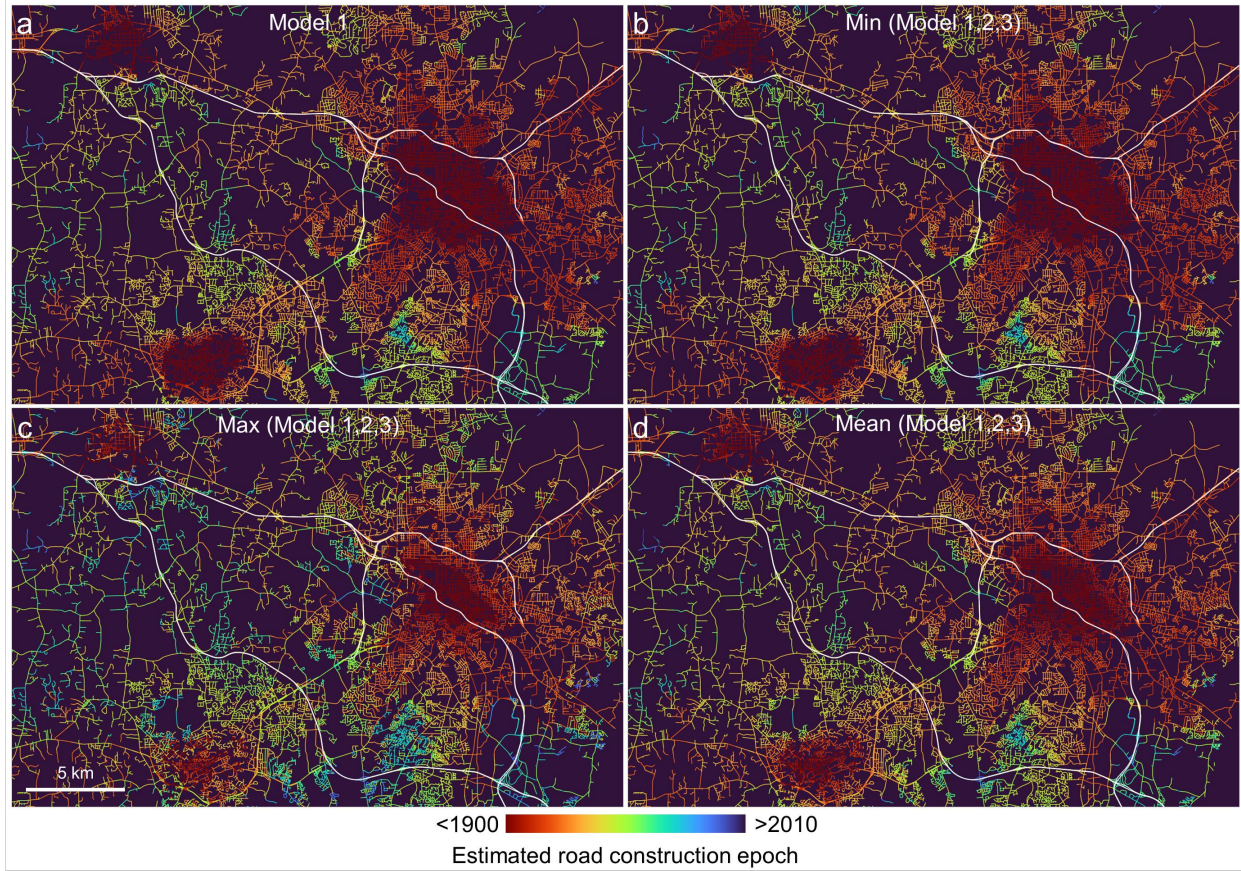 a
Model 1
b
Min (Model 1,2,3)
c
Max (Model 1,2,3)
d
Mean (Model 1,2,3)
5 km
<1900
>2010
Estimated road construction epoch